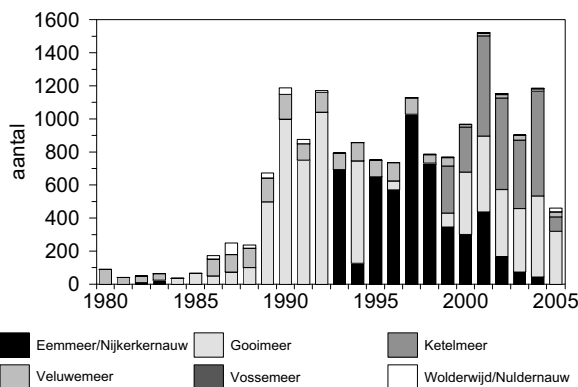 1600
1400
1200
1000
800
600
400
200
0
aantal
1980 1985 1990 1995 2000 2005
Eemmeer/Nijkerkernauw Gooimeer Ketelmeer
Veluwemeer Vossemeer Wolderwijd/Nuldernauw